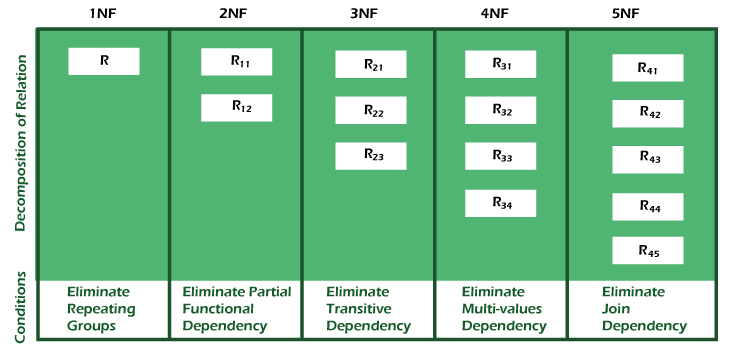 1NF 2NF 3NF 4NF 5NF
Decomposition of Relation
R R₁₁ R₂₁ R₃₁ R₄₁
R₁₂ R₂₂ R₃₂ R₄₂
R₂₃ R₃₃ R₄₃
R₃₄ R₄₄
R₄₅
Conditions
Eliminate
Repeating
Groups
Eliminate Partial
Functional
Dependency
Eliminate
Transitive
Dependency
Eliminate
Multi-values
Dependency
Eliminate
Join
Dependency